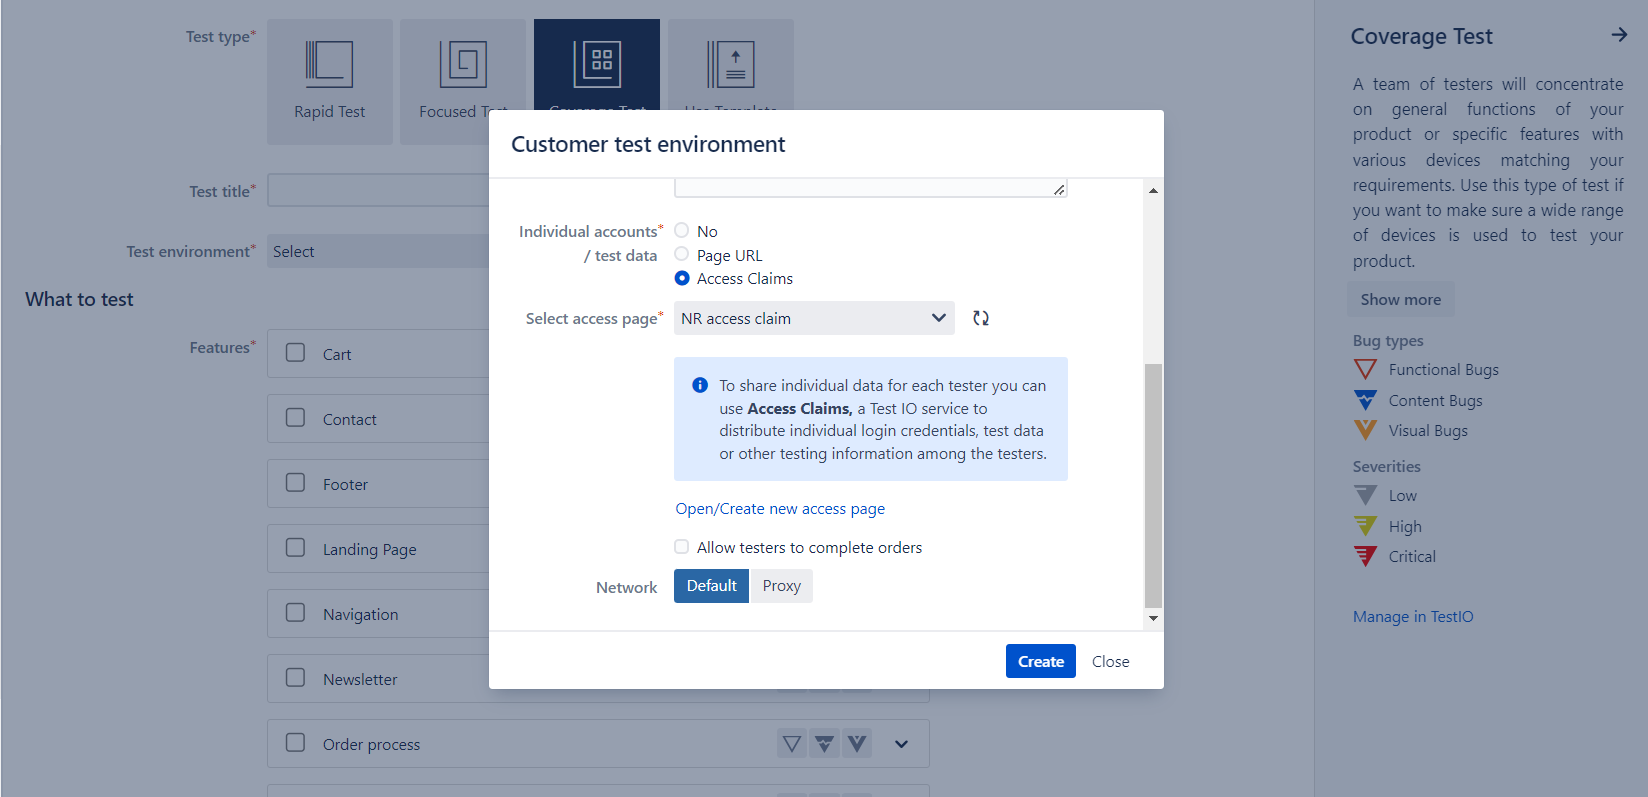 Test type*
Rapid Test
Focused Test
Coverage Test
Use Template
Test title*
Test environment*
Select
What to test
Features*
Cart
Contact
Footer
Landing Page
Navigation
Newsletter
Order process
Customer test environment
Individual accounts*
/ test data
No
Page URL
Access Claims
Select access page*
NR access claim
To share individual data for each tester you can
use Access Claims, a Test IO service to
distribute individual login credentials, test data
or other testing information among the testers.
Open/Create new access page
Allow testers to complete orders
Network
Default
Proxy
Create
Close
Coverage Test
A team of testers will concentrate
on general functions of your
product or specific features with
various devices matching your
requirements. Use this type of test if
you want to make sure a wide range
of devices is used to test your
product.
Show more
Bug types
Functional Bugs
Content Bugs
Visual Bugs
Severities
Low
High
Critical
Manage in TestIO